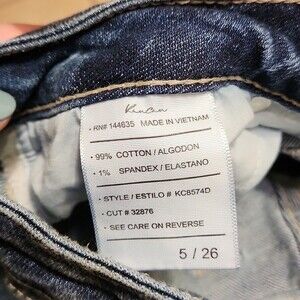 KanCan
• RN# 144635 MADE IN VIETNAM
• 99% COTTON / ALGODON
• 1% SPANDEX / ELASTANO
• STYLE / ESTILO # KC8574D
• CUT # 32876
• SEE CARE ON REVERSE
5 / 26